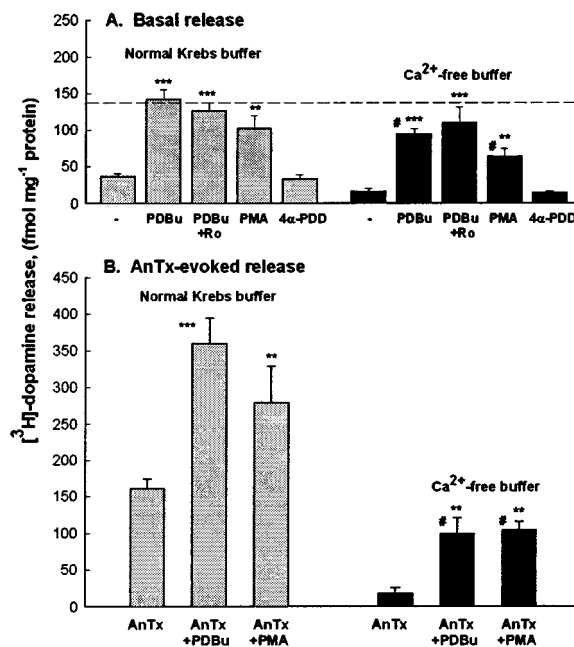 A. Basal release
Normal Krebs buffer
Ca2+-free buffer
250
200
150
100
50
0
***
***
**
# ***
***
# **
- PDBu PDBu +Ro PMA 4α-PDD
- PDBu PDBu +Ro PMA 4α-PDD
[3H]-dopamine release, (fmol mg-1 protein)
B. AnTx-evoked release
Normal Krebs buffer
Ca2+-free buffer
450
400
350
300
250
200
150
100
50
0
***
**
# **
# **
AnTx AnTx +PDBu AnTx +PMA
AnTx AnTx +PDBu AnTx +PMA